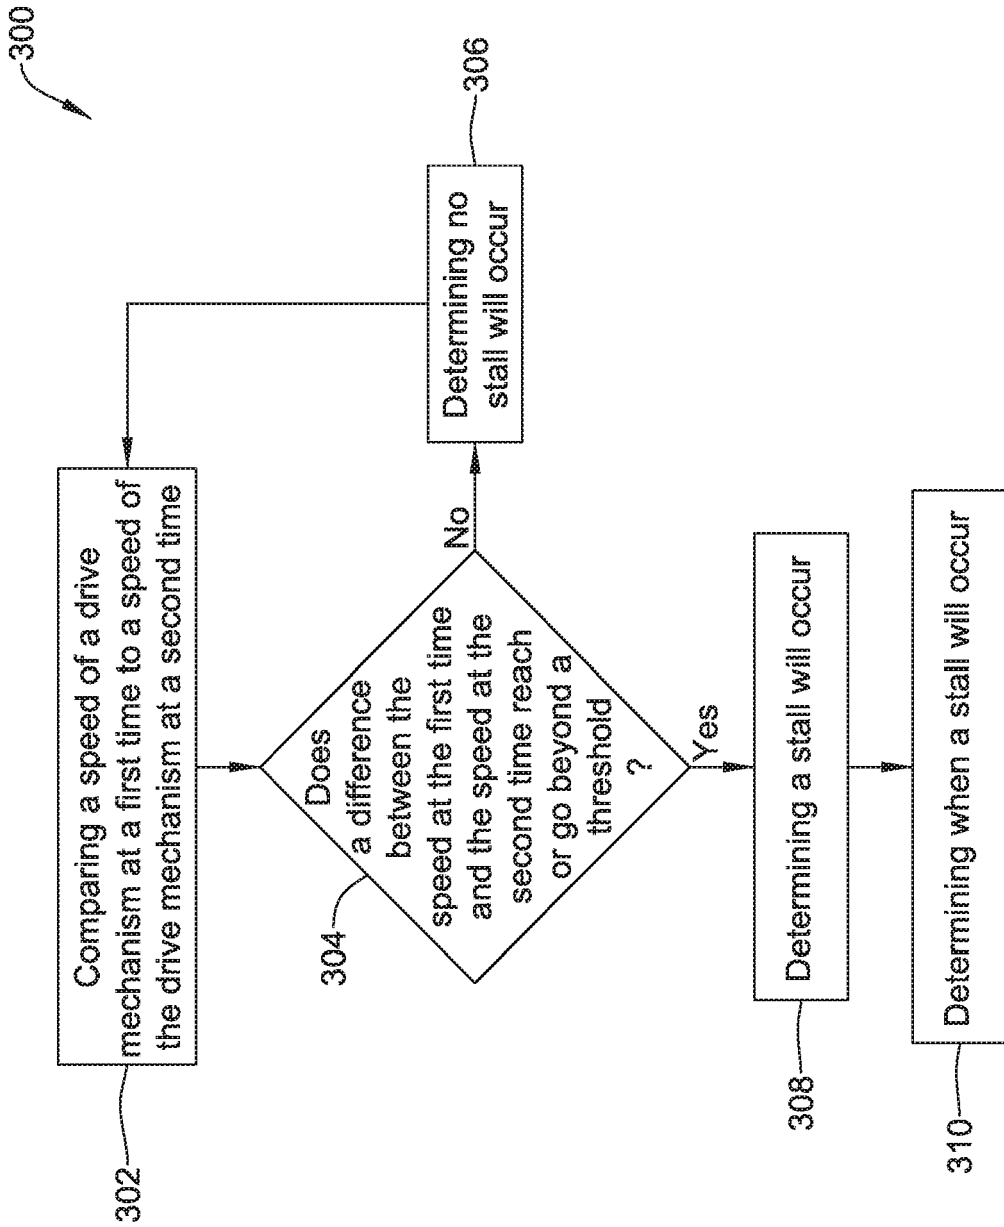 300
302
Comparing a speed of a drive
mechanism at a first time to a speed of
the drive mechanism at a second time
304
Does
a difference
between the
speed at the first time
and the speed at the
second time reach
or go beyond a
threshold
?
No
306
Determining no
stall will occur
Yes
308
Determining a stall will occur
310
Determining when a stall will occur